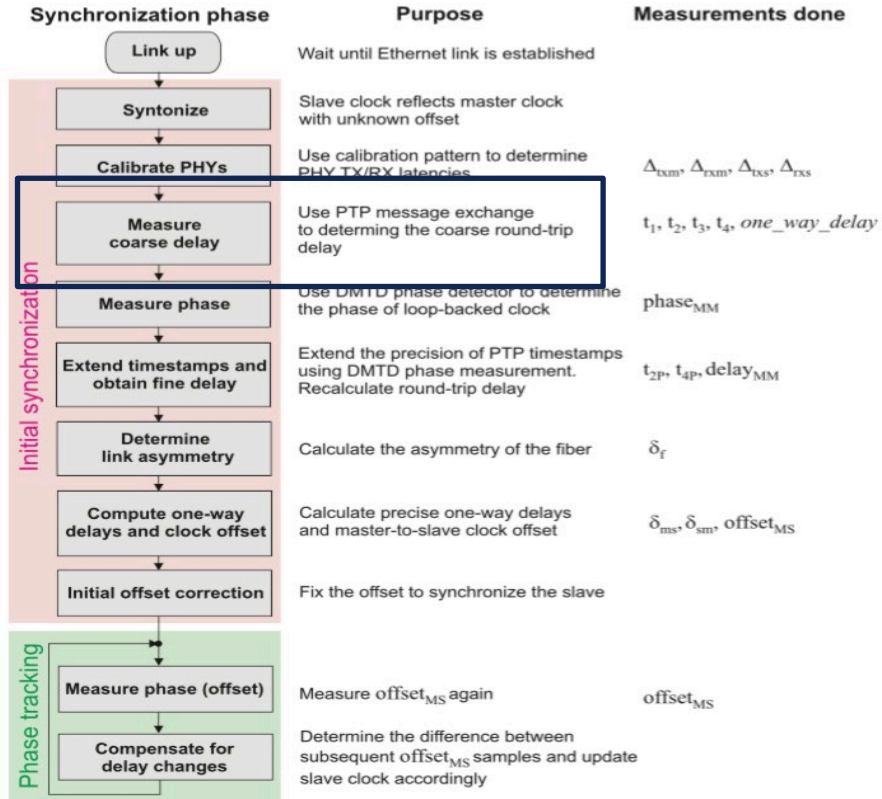 Synchronization phase
Purpose
Measurements done
Link up
Wait until Ethernet link is established
Initial synchronization
Syntonize
Slave clock reflects master clock
with unknown offset
Calibrate PHYs
Use calibration pattern to determine
PHY TX/RX latencies
Δtxm, Δrxm, Δtxs, Δrxs
Measure
coarse delay
Use PTP message exchange
to determing the coarse round-trip
delay
t1, t2, t3, t4, one_way_delay
Measure phase
Use DMTD phase detector to determine
the phase of loop-backed clock
phaseMM
Extend timestamps and
obtain fine delay
Extend the precision of PTP timestamps
using DMTD phase measurement.
Recalculate round-trip delay
t2P, t4P, delayMM
Determine
link asymmetry
Calculate the asymmetry of the fiber
δf
Compute one-way
delays and clock offset
Calculate precise one-way delays
and master-to-slave clock offset
δms, δsm, offsetMS
Initial offset correction
Fix the offset to synchronize the slave
Phase tracking
Measure phase (offset)
Measure offsetMS again
offsetMS
Compensate for
delay changes
Determine the difference between
subsequent offsetMS samples and update
slave clock accordingly